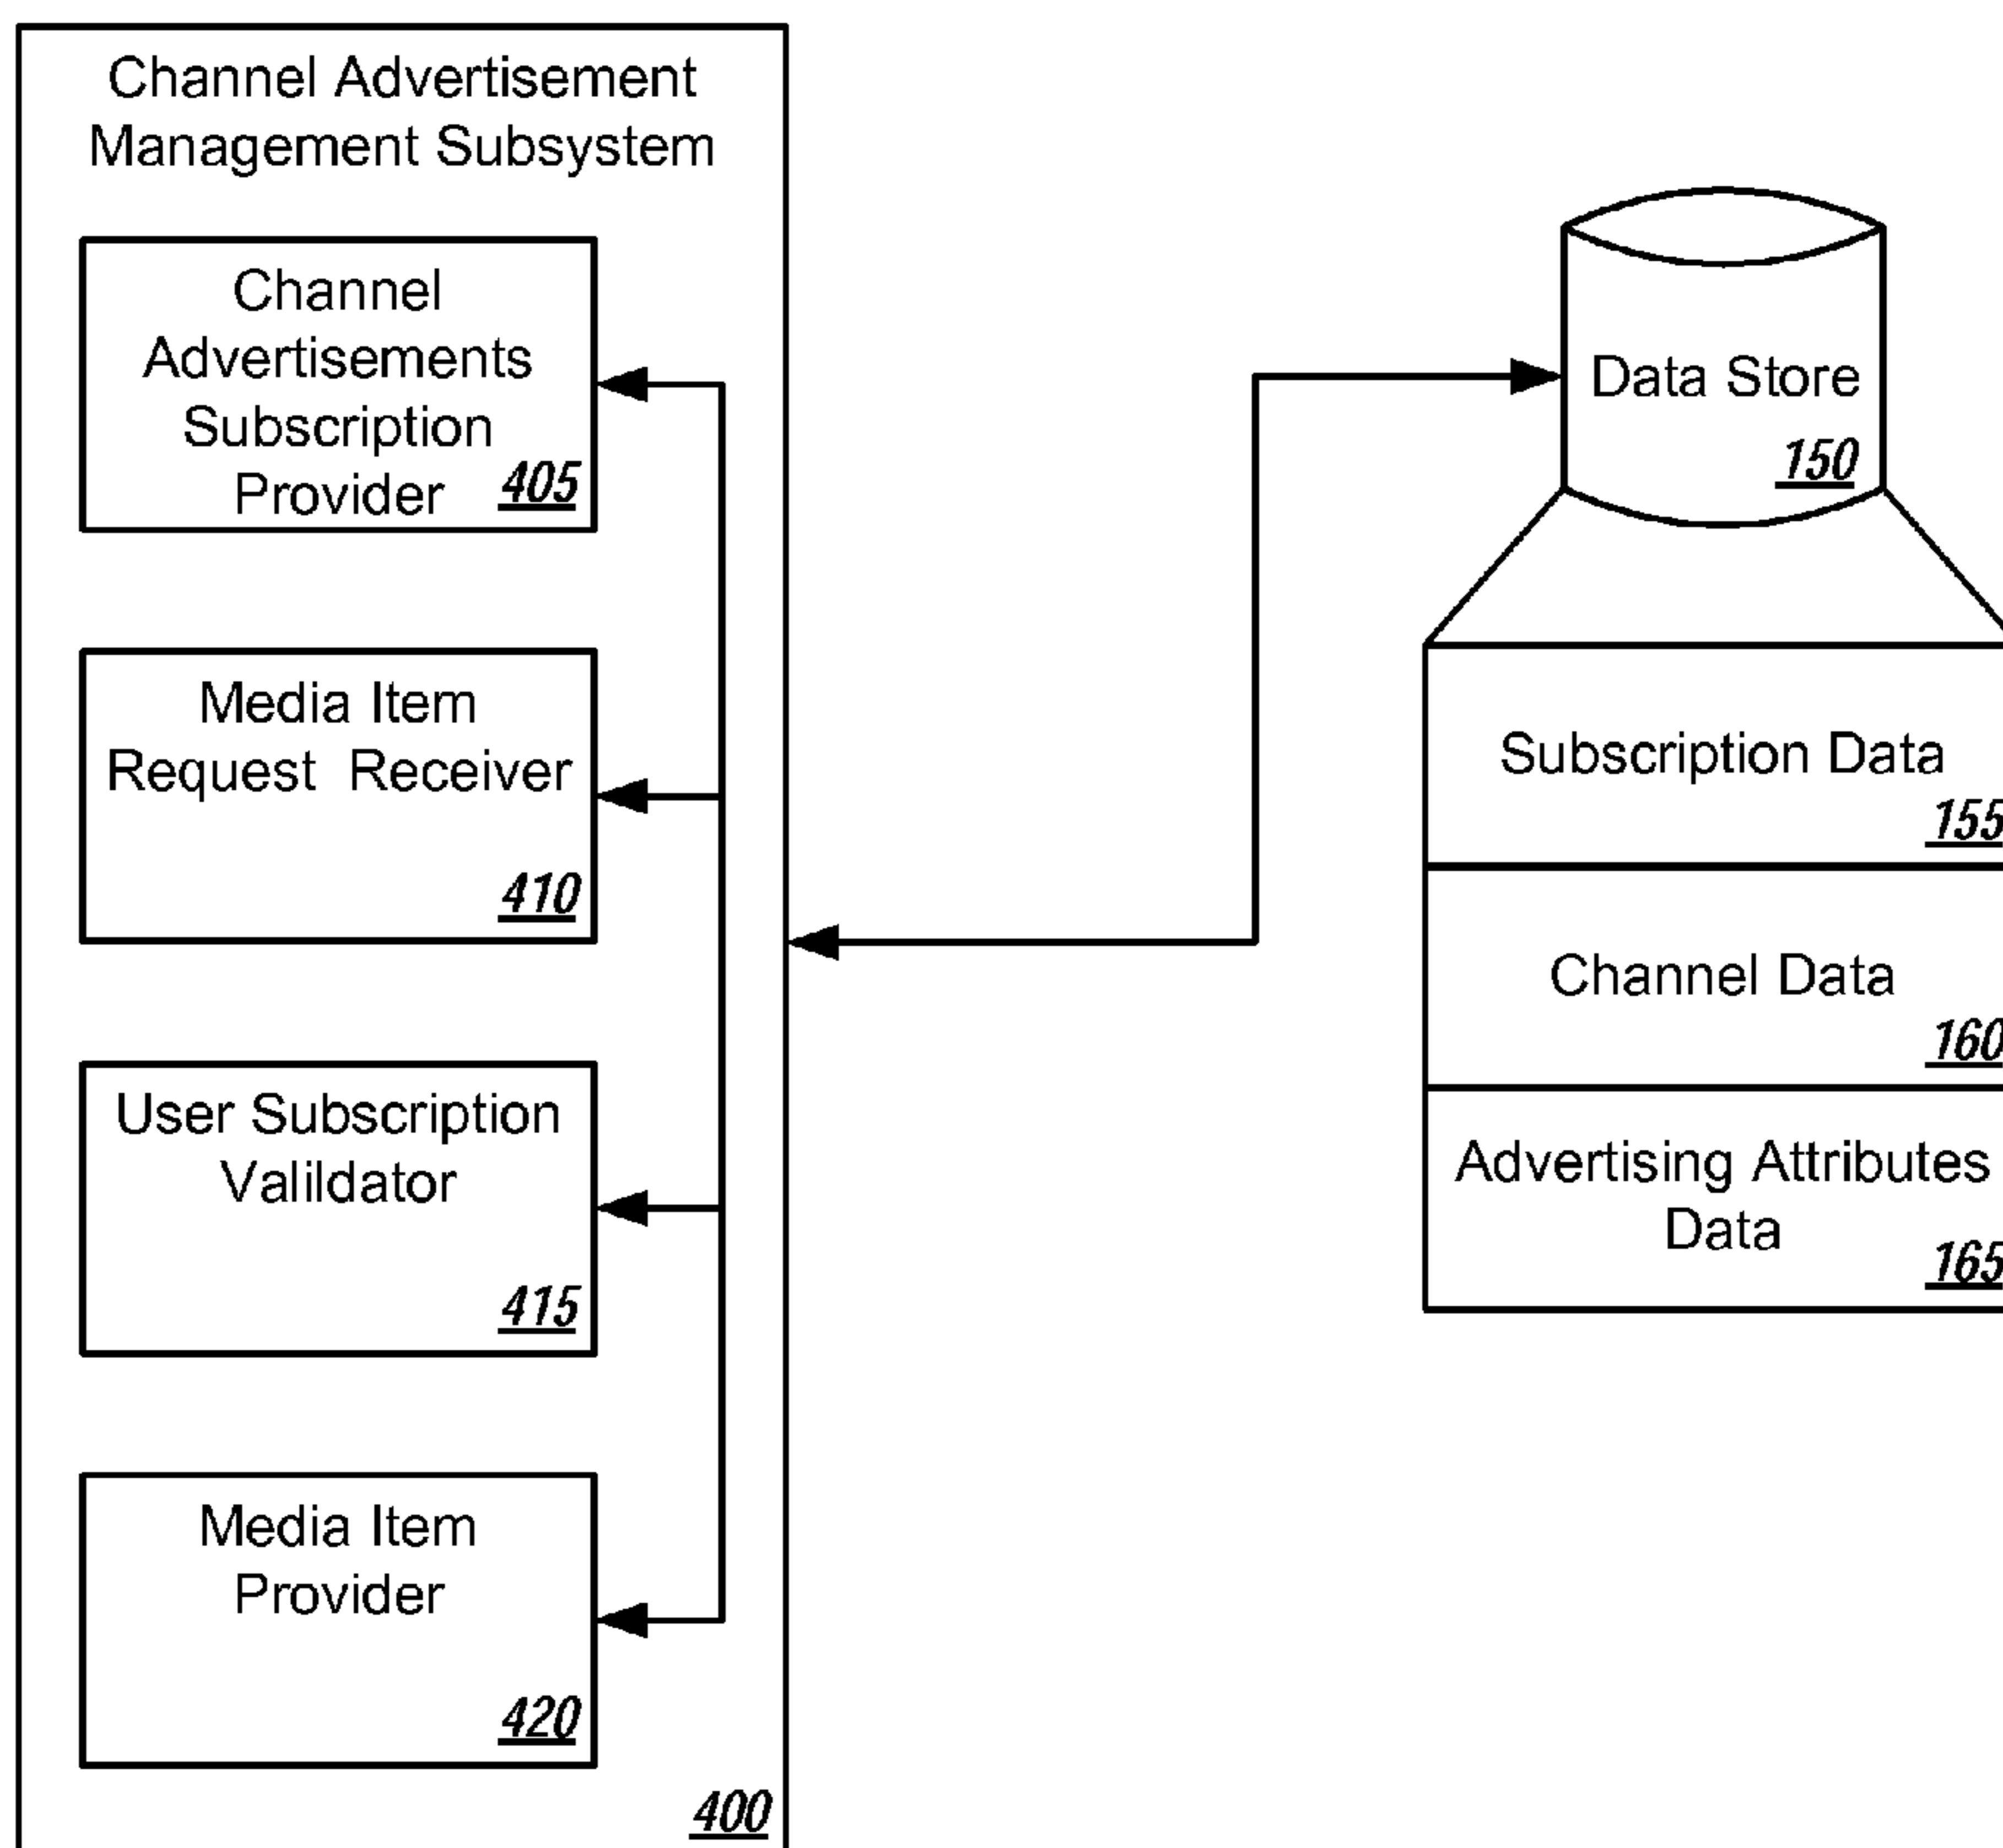 Channel Advertisement
Management Subsystem
Channel
Advertisements
Subscription
Provider
405
Media Item
Request Receiver
410
User Subscription
Valildator
415
Media Item
Provider
420
400
Data Store
150
Subscription Data
155
Channel Data
160
Advertising Attributes
Data
165